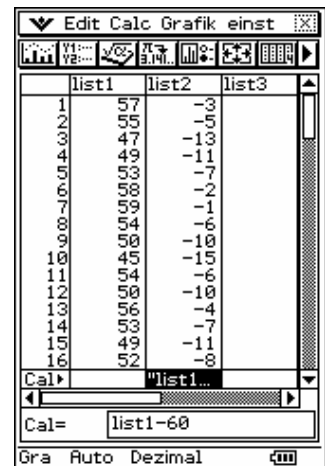 Edit Calc Grafik einst
list1 list2 list3
1 57 -3
2 55 -5
3 47 -13
4 49 -11
5 53 -7
6 58 -2
7 59 -1
8 54 -6
9 50 -10
10 45 -15
11 54 -6
12 50 -10
13 56 -4
14 53 -7
15 49 -11
16 52 -8
Cal▸ "list1...
Cal= list1-60
Gra Auto Dezimal